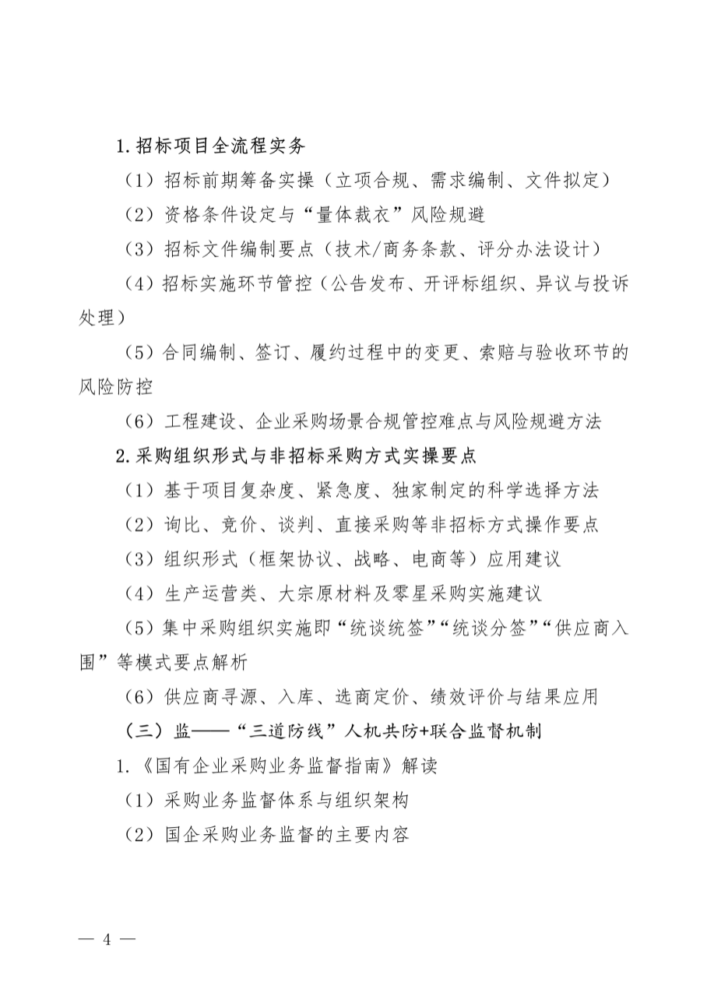 1.招标项目全流程实务
（1）招标前期筹备实操（立项合规、需求编制、文件拟定）
（2）资格条件设定与“量体裁衣”风险规避
（3）招标文件编制要点（技术/商务条款、评分办法设计）
（4）招标实施环节管控（公告发布、开评标组织、异议与投诉
处理）
（5）合同编制、签订、履约过程中的变更、索赔与验收环节的
风险防控
（6）工程建设、企业采购场景合规管控难点与风险规避方法
2.采购组织形式与非招标采购方式实操要点
（1）基于项目复杂度、紧急度、独家制定的科学选择方法
（2）询比、竞价、谈判、直接采购等非招标方式操作要点
（3）组织形式（框架协议、战略、电商等）应用建议
（4）生产运营类、大宗原材料及零星采购实施建议
（5）集中采购组织实施即“统谈统签”“统谈分签”“供应商入
围”等模式要点解析
（6）供应商寻源、入库、选商定价、绩效评价与结果应用
（三）监——“三道防线”人机共防+联合监督机制
1.《国有企业采购业务监督指南》解读
（1）采购业务监督体系与组织架构
（2）国企采购业务监督的主要内容
— 4 —